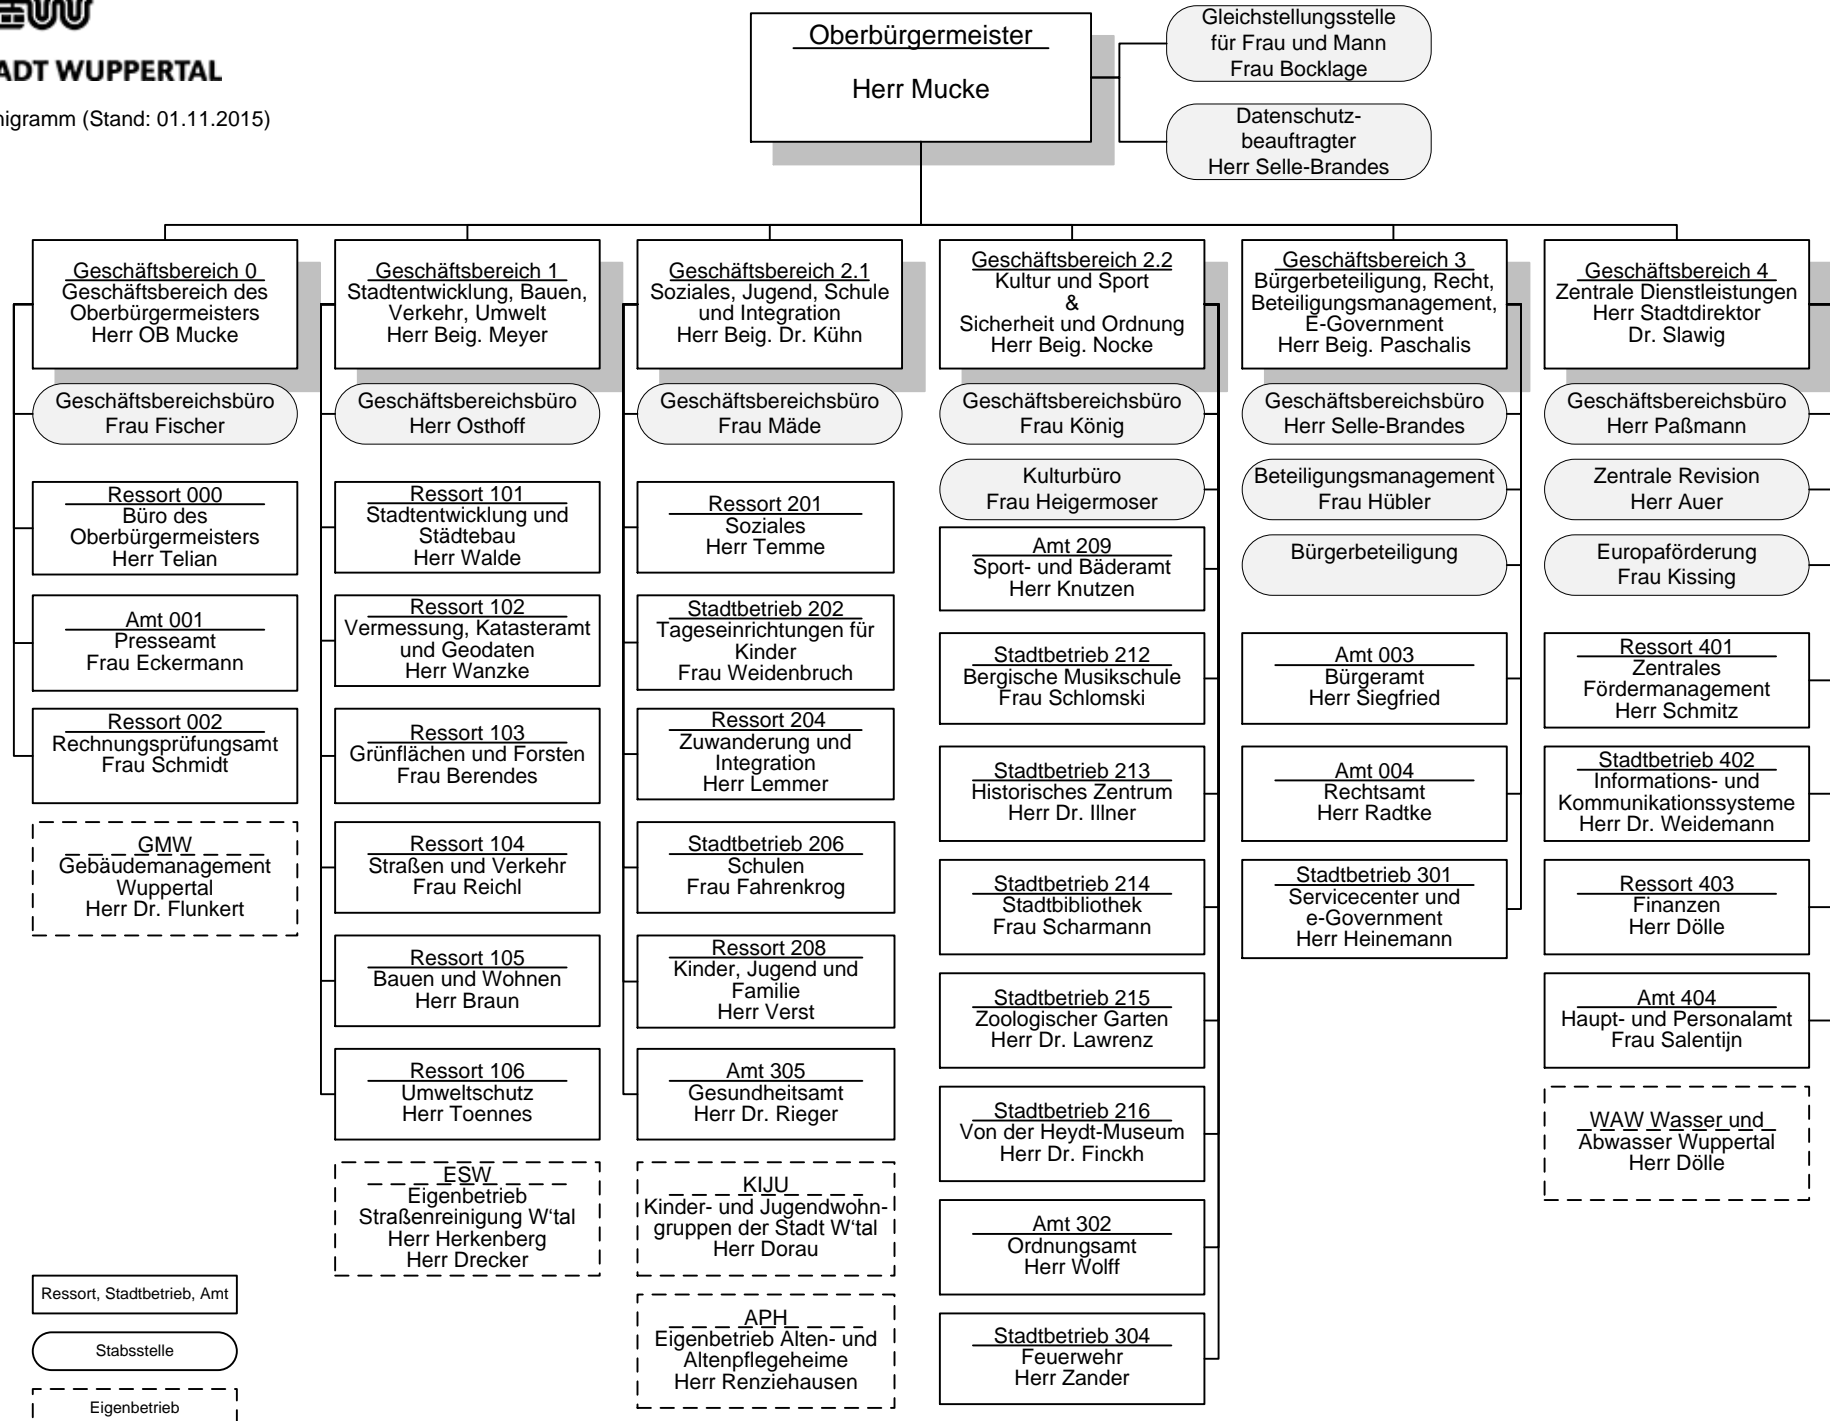 STADT WUPPERTAL
Organigramm (Stand: 01.11.2015)
Oberbürgermeister
Herr Mucke
Gleichstellungsstelle
für Frau und Mann
Frau Bocklage
Datenschutz-
beauftragter
Herr Selle-Brandes
Geschäftsbereich 0
Geschäftsbereich des
Oberbürgermeisters
Herr OB Mucke
Geschäftsbereichsbüro
Frau Fischer
Ressort 000
Büro des
Oberbürgermeisters
Herr Telian
Amt 001
Presseamt
Frau Eckermann
Ressort 002
Rechnungsprüfungsamt
Frau Schmidt
GMW
Gebäudemanagement
Wuppertal
Herr Dr. Flunkert
Geschäftsbereich 1
Stadtentwicklung, Bauen,
Verkehr, Umwelt
Herr Beig. Meyer
Geschäftsbereichsbüro
Herr Osthoff
Ressort 101
Stadtentwicklung und
Städtebau
Herr Walde
Ressort 102
Vermessung, Katasteramt
und Geodaten
Herr Wanzke
Ressort 103
Grünflächen und Forsten
Frau Berendes
Ressort 104
Straßen und Verkehr
Frau Reichl
Ressort 105
Bauen und Wohnen
Herr Braun
Ressort 106
Umweltschutz
Herr Toennes
ESW
Eigenbetrieb
Straßenreinigung W‘tal
Herr Herkenberg
Herr Drecker
Geschäftsbereich 2.1
Soziales, Jugend, Schule
und Integration
Herr Beig. Dr. Kühn
Geschäftsbereichsbüro
Frau Mäde
Ressort 201
Soziales
Herr Temme
Stadtbetrieb 202
Tageseinrichtungen für
Kinder
Frau Weidenbruch
Ressort 204
Zuwanderung und
Integration
Herr Lemmer
Stadtbetrieb 206
Schulen
Frau Fahrenkrog
Ressort 208
Kinder, Jugend und
Familie
Herr Verst
Amt 305
Gesundheitsamt
Herr Dr. Rieger
KIJU
Kinder- und Jugendwohn-
gruppen der Stadt W‘tal
Herr Dorau
APH
Eigenbetrieb Alten- und
Altenpflegeheime
Herr Renziehausen
Geschäftsbereich 2.2
Kultur und Sport
&
Sicherheit und Ordnung
Herr Beig. Nocke
Geschäftsbereichsbüro
Frau König
Kulturbüro
Frau Heigermoser
Amt 209
Sport- und Bäderamt
Herr Knutzen
Stadtbetrieb 212
Bergische Musikschule
Frau Schlomski
Stadtbetrieb 213
Historisches Zentrum
Herr Dr. Illner
Stadtbetrieb 214
Stadtbibliothek
Frau Scharmann
Stadtbetrieb 215
Zoologischer Garten
Herr Dr. Lawrenz
Stadtbetrieb 216
Von der Heydt-Museum
Herr Dr. Finckh
Amt 302
Ordnungsamt
Herr Wolff
Stadtbetrieb 304
Feuerwehr
Herr Zander
Geschäftsbereich 3
Bürgerbeteiligung, Recht,
Beteiligungsmanagement,
E-Government
Herr Beig. Paschalis
Geschäftsbereichsbüro
Herr Selle-Brandes
Beteiligungsmanagement
Frau Hübler
Bürgerbeteiligung
Amt 003
Bürgeramt
Herr Siegfried
Amt 004
Rechtsamt
Herr Radtke
Stadtbetrieb 301
Servicecenter und
e-Government
Herr Heinemann
Geschäftsbereich 4
Zentrale Dienstleistungen
Herr Stadtdirektor
Dr. Slawig
Geschäftsbereichsbüro
Herr Paßmann
Zentrale Revision
Herr Auer
Europaförderung
Frau Kissing
Ressort 401
Zentrales
Fördermanagement
Herr Schmitz
Stadtbetrieb 402
Informations- und
Kommunikationssysteme
Herr Dr. Weidemann
Ressort 403
Finanzen
Herr Dölle
Amt 404
Haupt- und Personalamt
Frau Salentijn
WAW Wasser und
Abwasser Wuppertal
Herr Dölle
Ressort, Stadtbetrieb, Amt
Stabsstelle
Eigenbetrieb